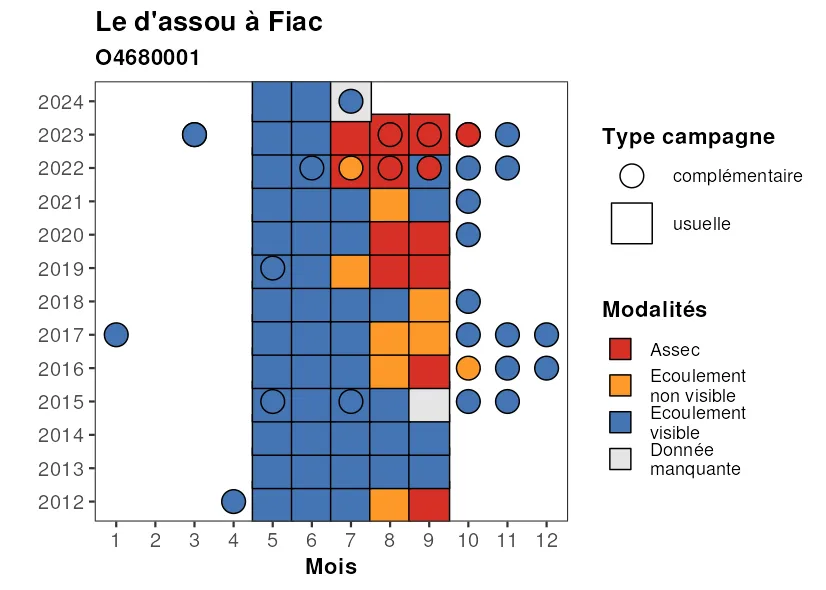 Le d'assou à Fiac
O4680001
2024
2023
2022
2021
2020
2019
2018
2017
2016
2015
2014
2013
2012
1 2 3 4 5 6 7 8 9 10 11 12
Mois
Type campagne
complémentaire
usuelle
Modalités
Assec
Ecoulement
non visible
Ecoulement
visible
Donnée
manquante